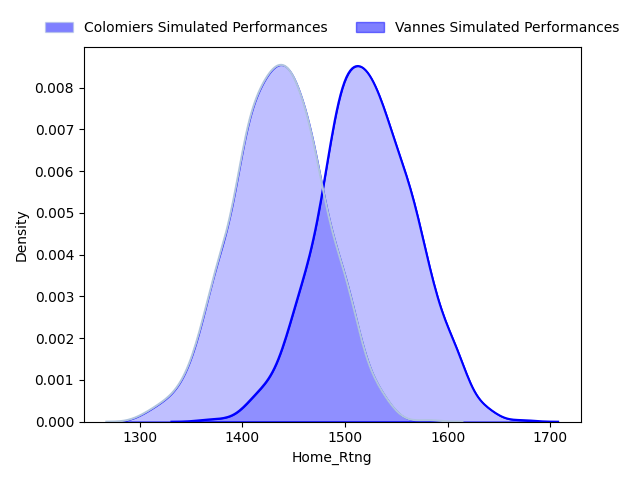 Colomiers Simulated Performances
Vannes Simulated Performances
0.008
0.007
0.006
0.005
0.004
0.003
0.002
0.001
0.000
Density
1300 1400 1500 1600 1700
Home_Rtng